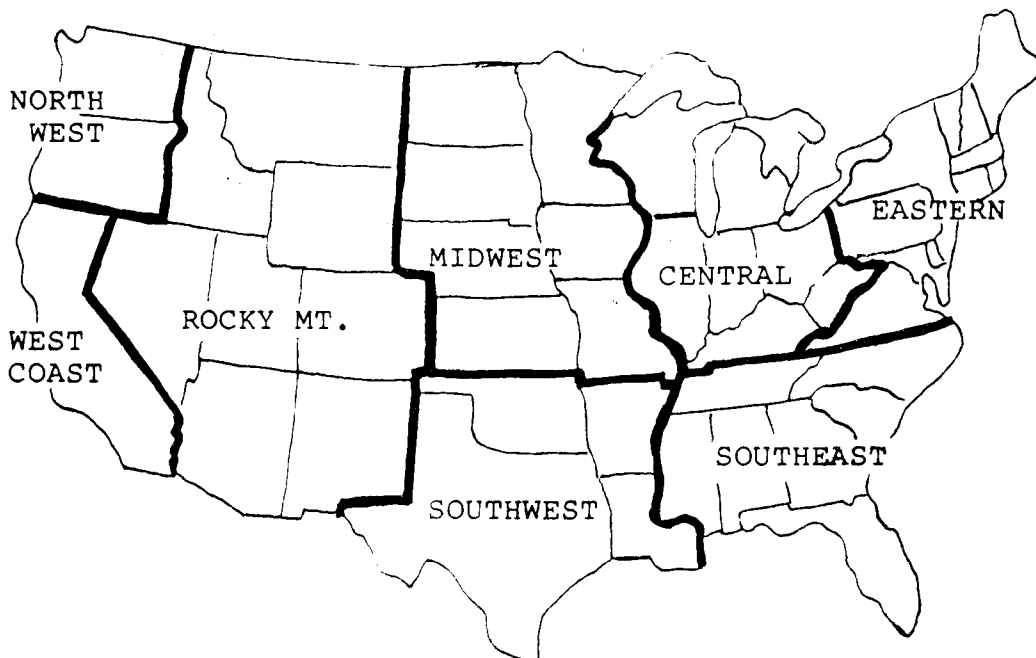 NORTH
WEST
EASTERN
MIDWEST
CENTRAL
ROCKY MT.
WEST
COAST
SOUTHEAST
SOUTHWEST